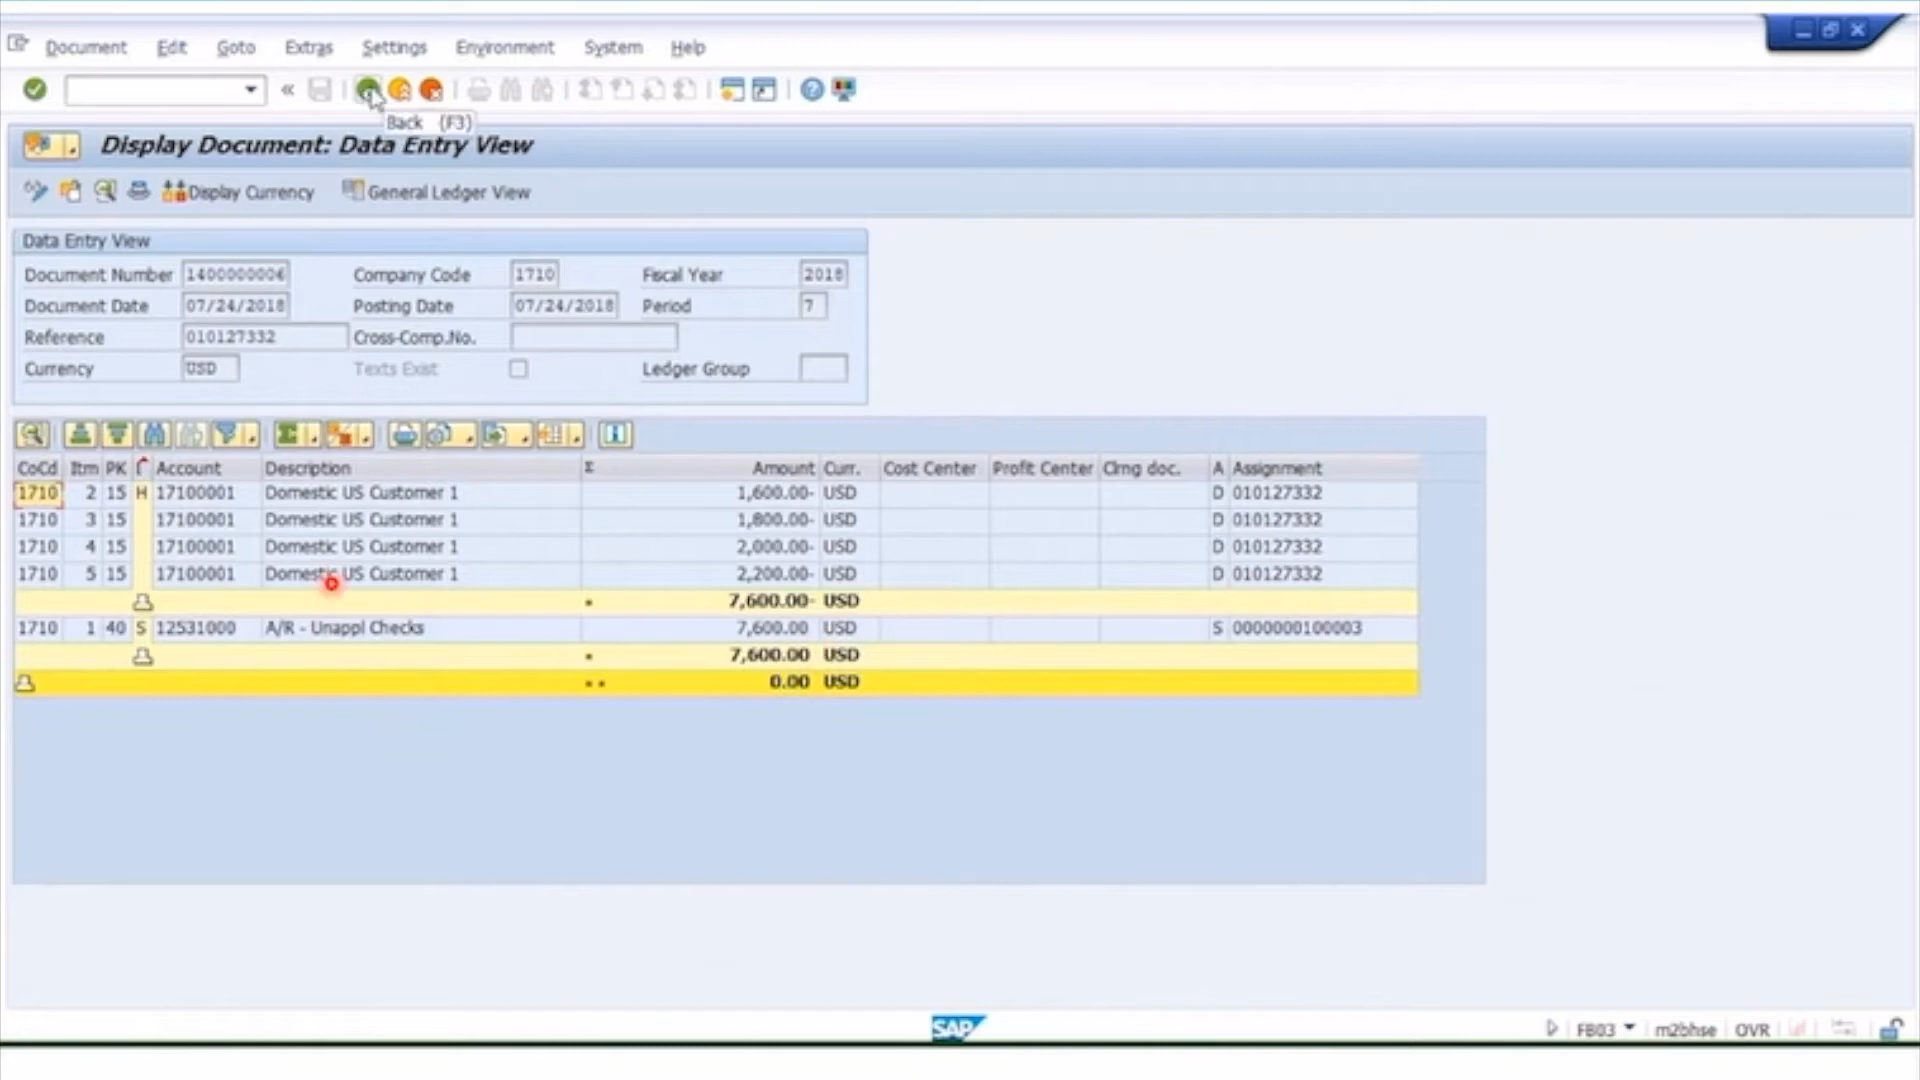 Document Edit Goto Extras Settings Environment System Help
Back (F3)
Display Document: Data Entry View
Display Currency General Ledger View
Data Entry View
Document Number 1400000006 Company Code 1710 Fiscal Year 2018
Document Date 07/24/2018 Posting Date 07/24/2018 Period 7
Reference 010127332 Cross-Comp.No.
Currency USD Texts Exist Ledger Group
CoCd Itm PK Account Description Σ Amount Curr. Cost Center Profit Center Clrng doc. A Assignment
1710 2 15 H 17100001 Domestic US Customer 1 1,600.00- USD D 010127332
1710 3 15 17100001 Domestic US Customer 1 1,800.00- USD D 010127332
1710 4 15 17100001 Domestic US Customer 1 2,000.00- USD D 010127332
1710 5 15 17100001 Domestic US Customer 1 2,200.00- USD D 010127332
7,600.00- USD
1710 1 40 S 12531000 A/R - Unappl Checks 7,600.00 USD S 0000000100003
7,600.00 USD
0.00 USD
SAP FB03 m2bhse OVR